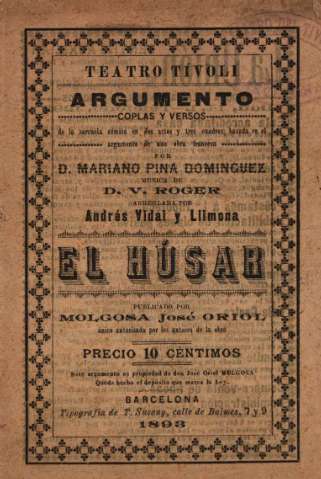 TEATRO TIVOLI
ARGUMENTO
COPLAS Y VERSOS
de la zarzuela cómica en dos actos y tres cuadros, basada en el
argumento de una obra francesa
POR
D. MARIANO PINA DOMINGUEZ
MÚSICA DE
D. V. ROGER
ARREGLADA POR
Andrés Vidal y Llimona
EL HÚSAR
PUBLICADO POR
MOLGOSA José ORIOL
único autorizado por los autores de la obra
PRECIO 10 CÉNTIMOS
Este argumento es propiedad de don José Oriol MOLGOSA
Queda hecho el depósito que marca la Ley.
BARCELONA
Tipografía de T. Sucany, calle de Balmes, 7 y 9
1893